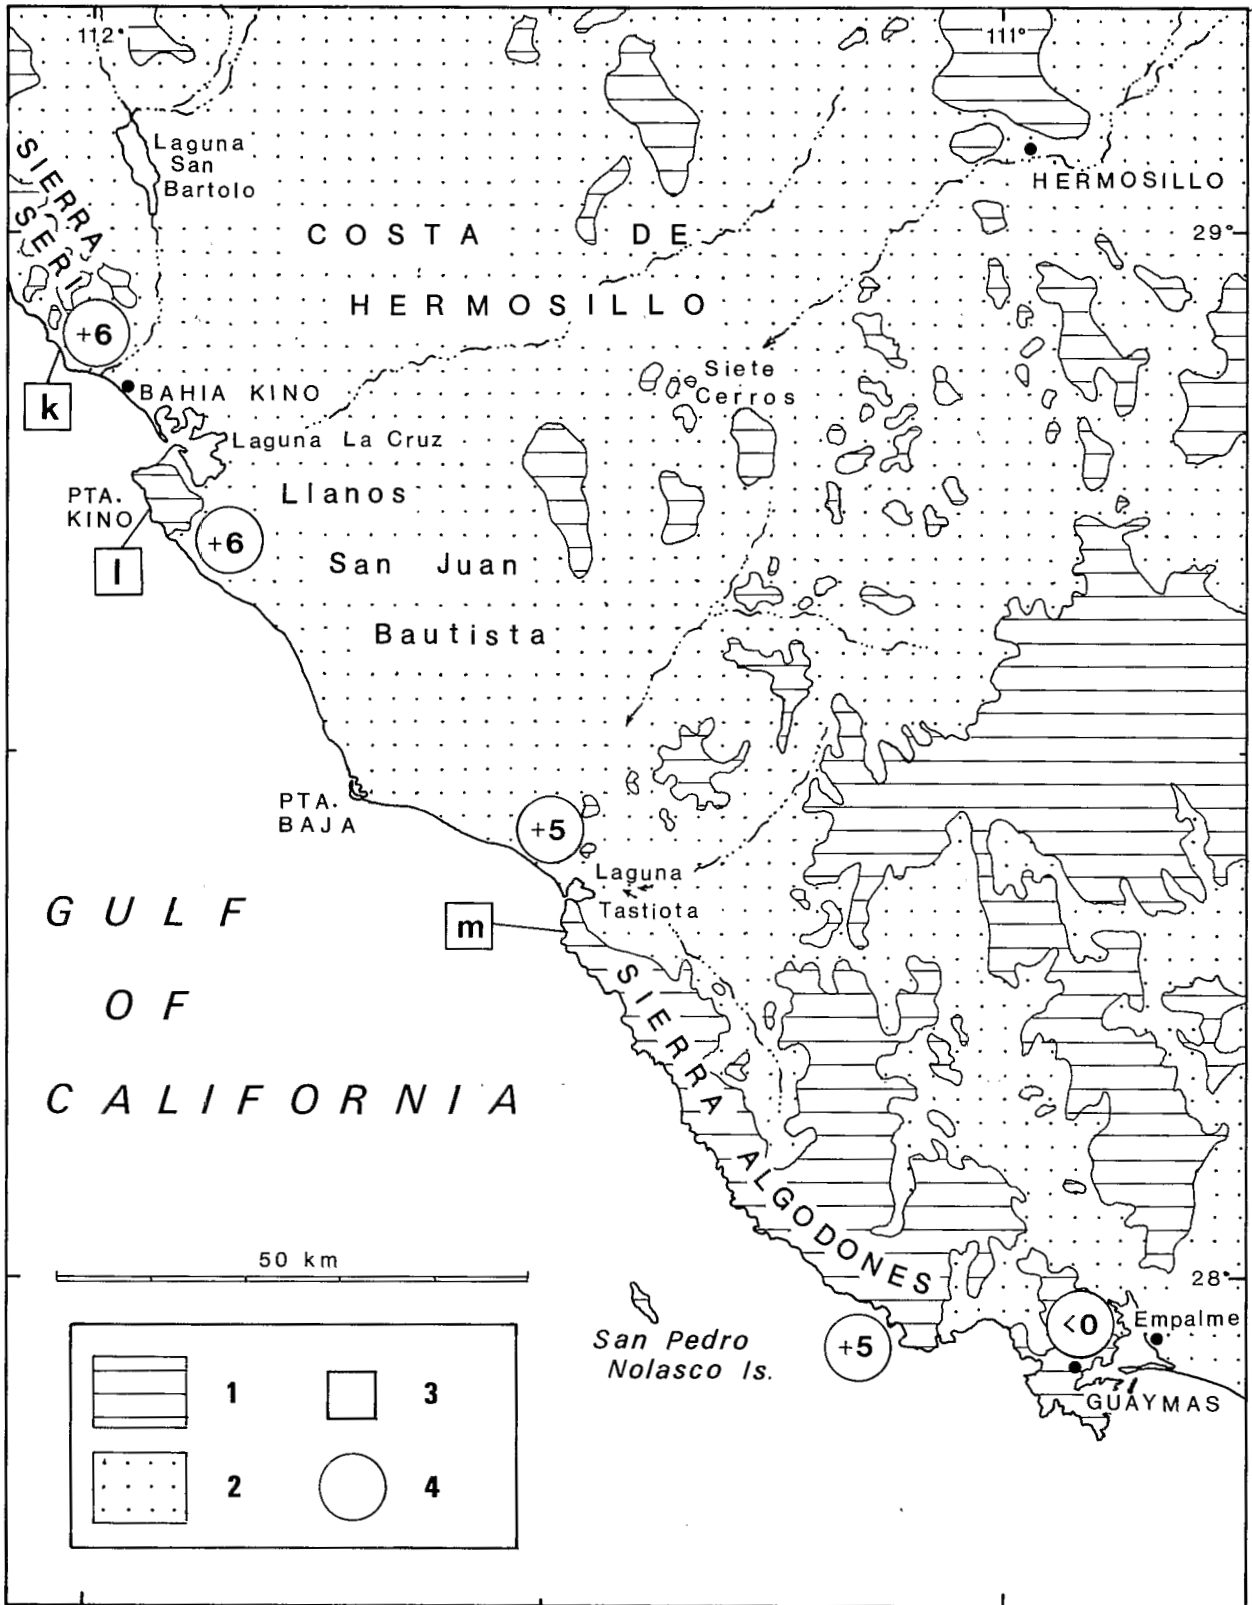 112°
111°
Laguna
San
Bartolo
HERMOSILLO
SIERRA
SERI
COSTA DE
29°
HERMOSILLO
+6
Siete
Cerros
k
BAHIA KINO
Laguna La Cruz
PTA.
KINO
Llanos
+6
l
San Juan
Bautista
PTA.
BAJA
+5
Laguna
Tastiota
m
GULF
OF
CALIFORNIA
SIERRA ALGODONES
50 km
28°
San Pedro
Nolasco Is.
+5
<0
Empalme
GUAYMAS
1
3
2
4